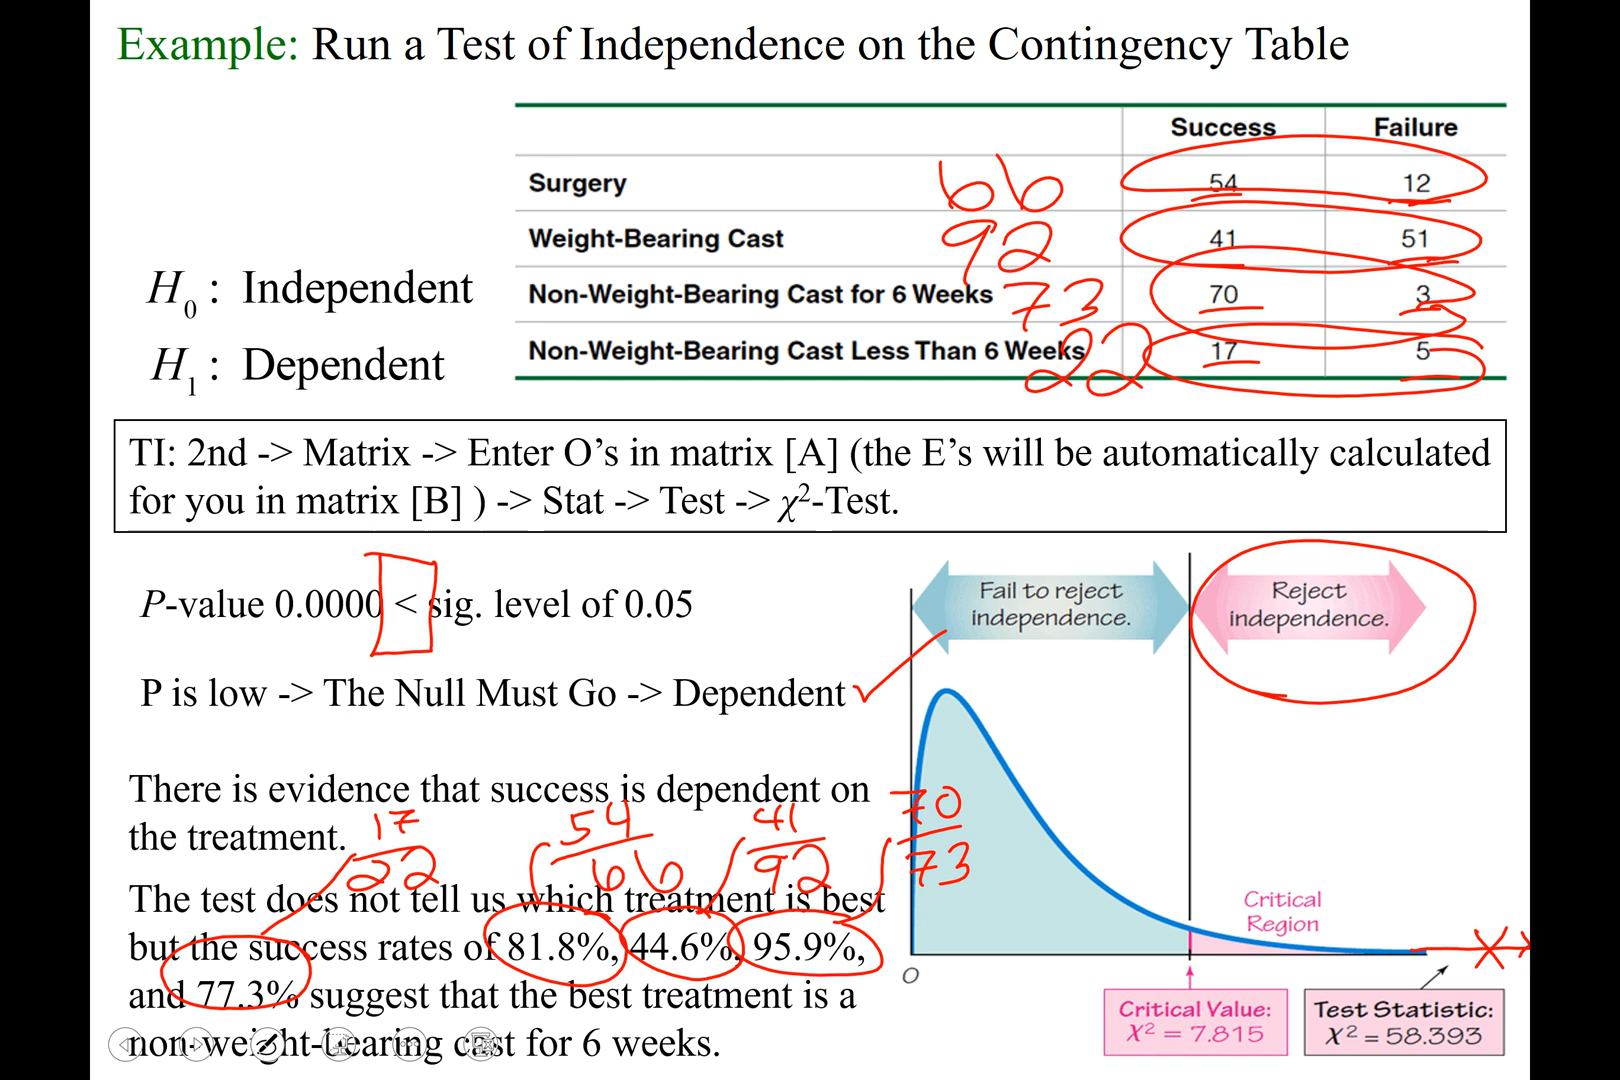 Example: Run a Test of Independence on the Contingency Table
Success Failure
Surgery 66 54 12
Weight-Bearing Cast 92 41 51
Non-Weight-Bearing Cast for 6 Weeks 73 70 3
Non-Weight-Bearing Cast Less Than 6 Weeks 22 17 5
H0 : Independent
H1 : Dependent
TI: 2nd -> Matrix -> Enter O’s in matrix [A] (the E’s will be automatically calculated
for you in matrix [B] ) -> Stat -> Test -> χ²-Test.
P-value 0.0000 < sig. level of 0.05
P is low -> The Null Must Go -> Dependent
There is evidence that success is dependent on
the treatment.
17/22 54/66 41/92 70/73
The test does not tell us which treatment is best
but the success rates of 81.8%, 44.6%, 95.9%,
and 77.3% suggest that the best treatment is a
non-weight-bearing cast for 6 weeks.
Fail to reject
independence.
Reject
independence.
Critical
Region
0
X
Critical Value:
χ² = 7.815
Test Statistic:
χ² = 58.393